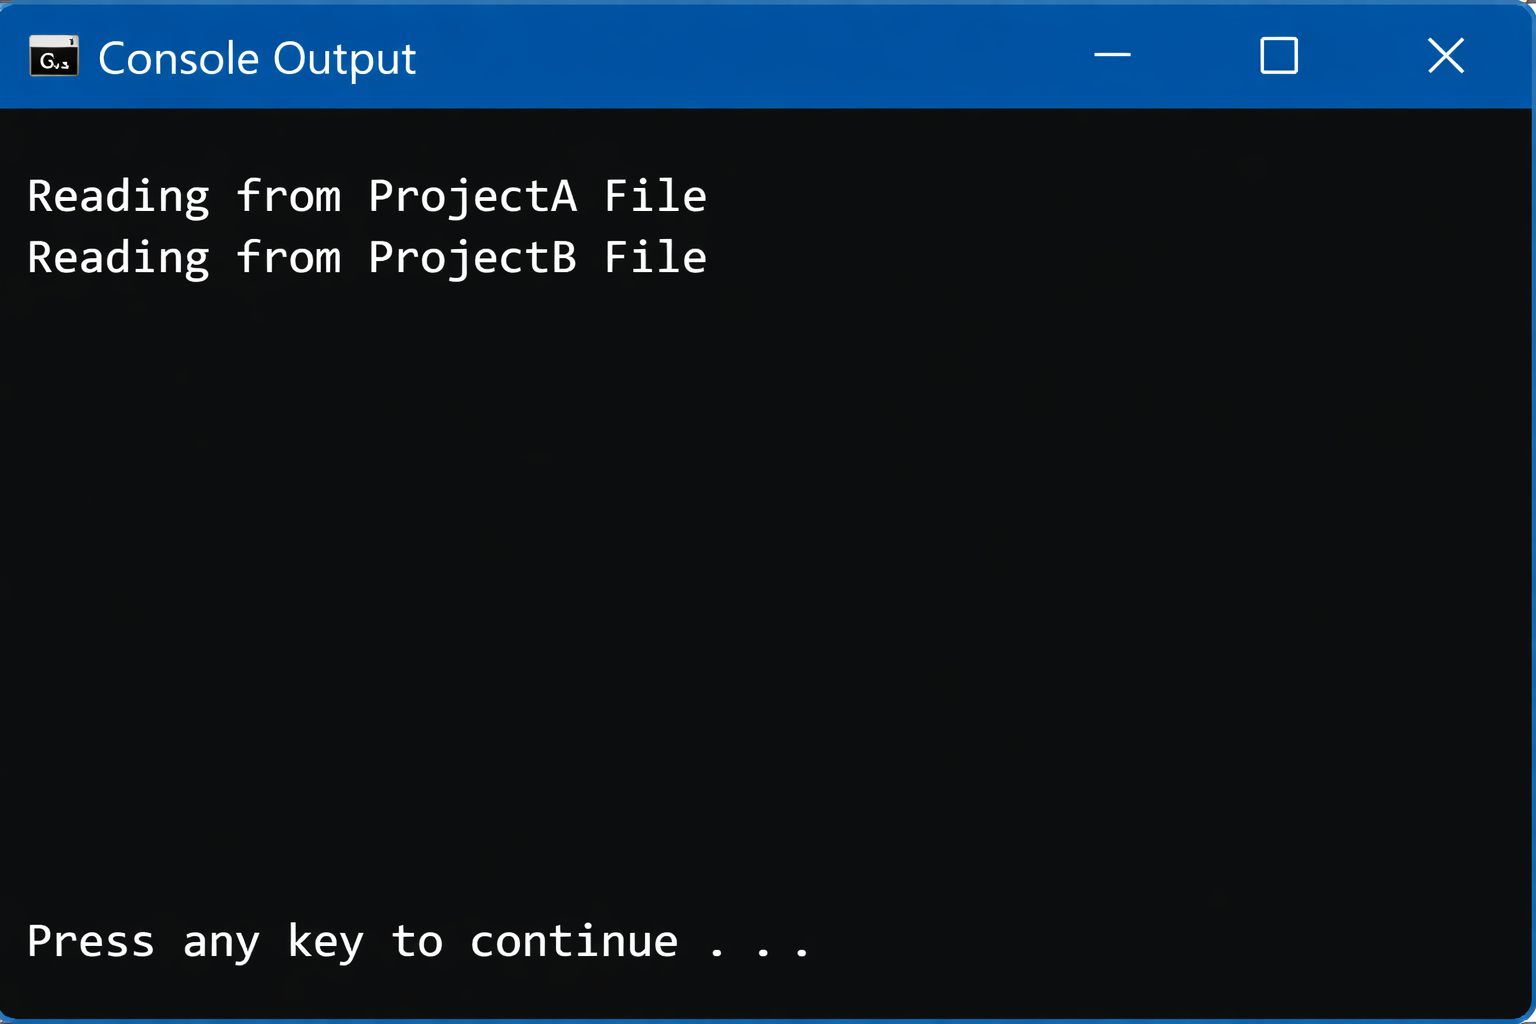 Console Output
Reading from ProjectA File
Reading from ProjectB File
Press any key to continue . . .